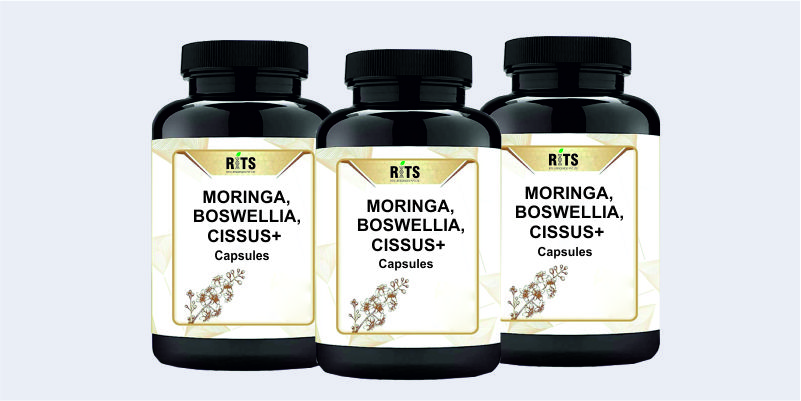 RiTS
MORINGA,
BOSWELLIA,
CISSUS+
Capsules
RiTS
MORINGA,
BOSWELLIA,
CISSUS+
Capsules
RiTS
MORINGA,
BOSWELLIA,
CISSUS+
Capsules